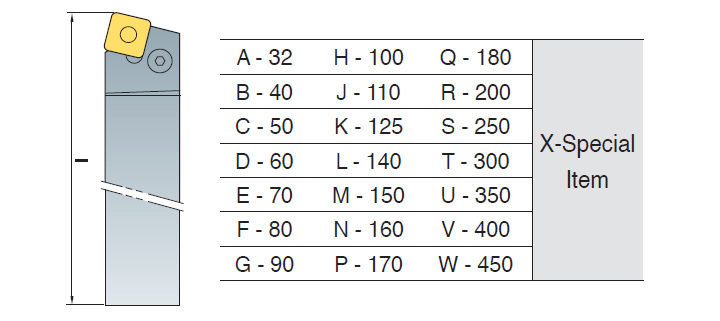 A - 32 H - 100 Q - 180
B - 40 J - 110 R - 200
C - 50 K - 125 S - 250
D - 60 L - 140 T - 300
E - 70 M - 150 U - 350
F - 80 N - 160 V - 400
G - 90 P - 170 W - 450
X-Special
Item
l